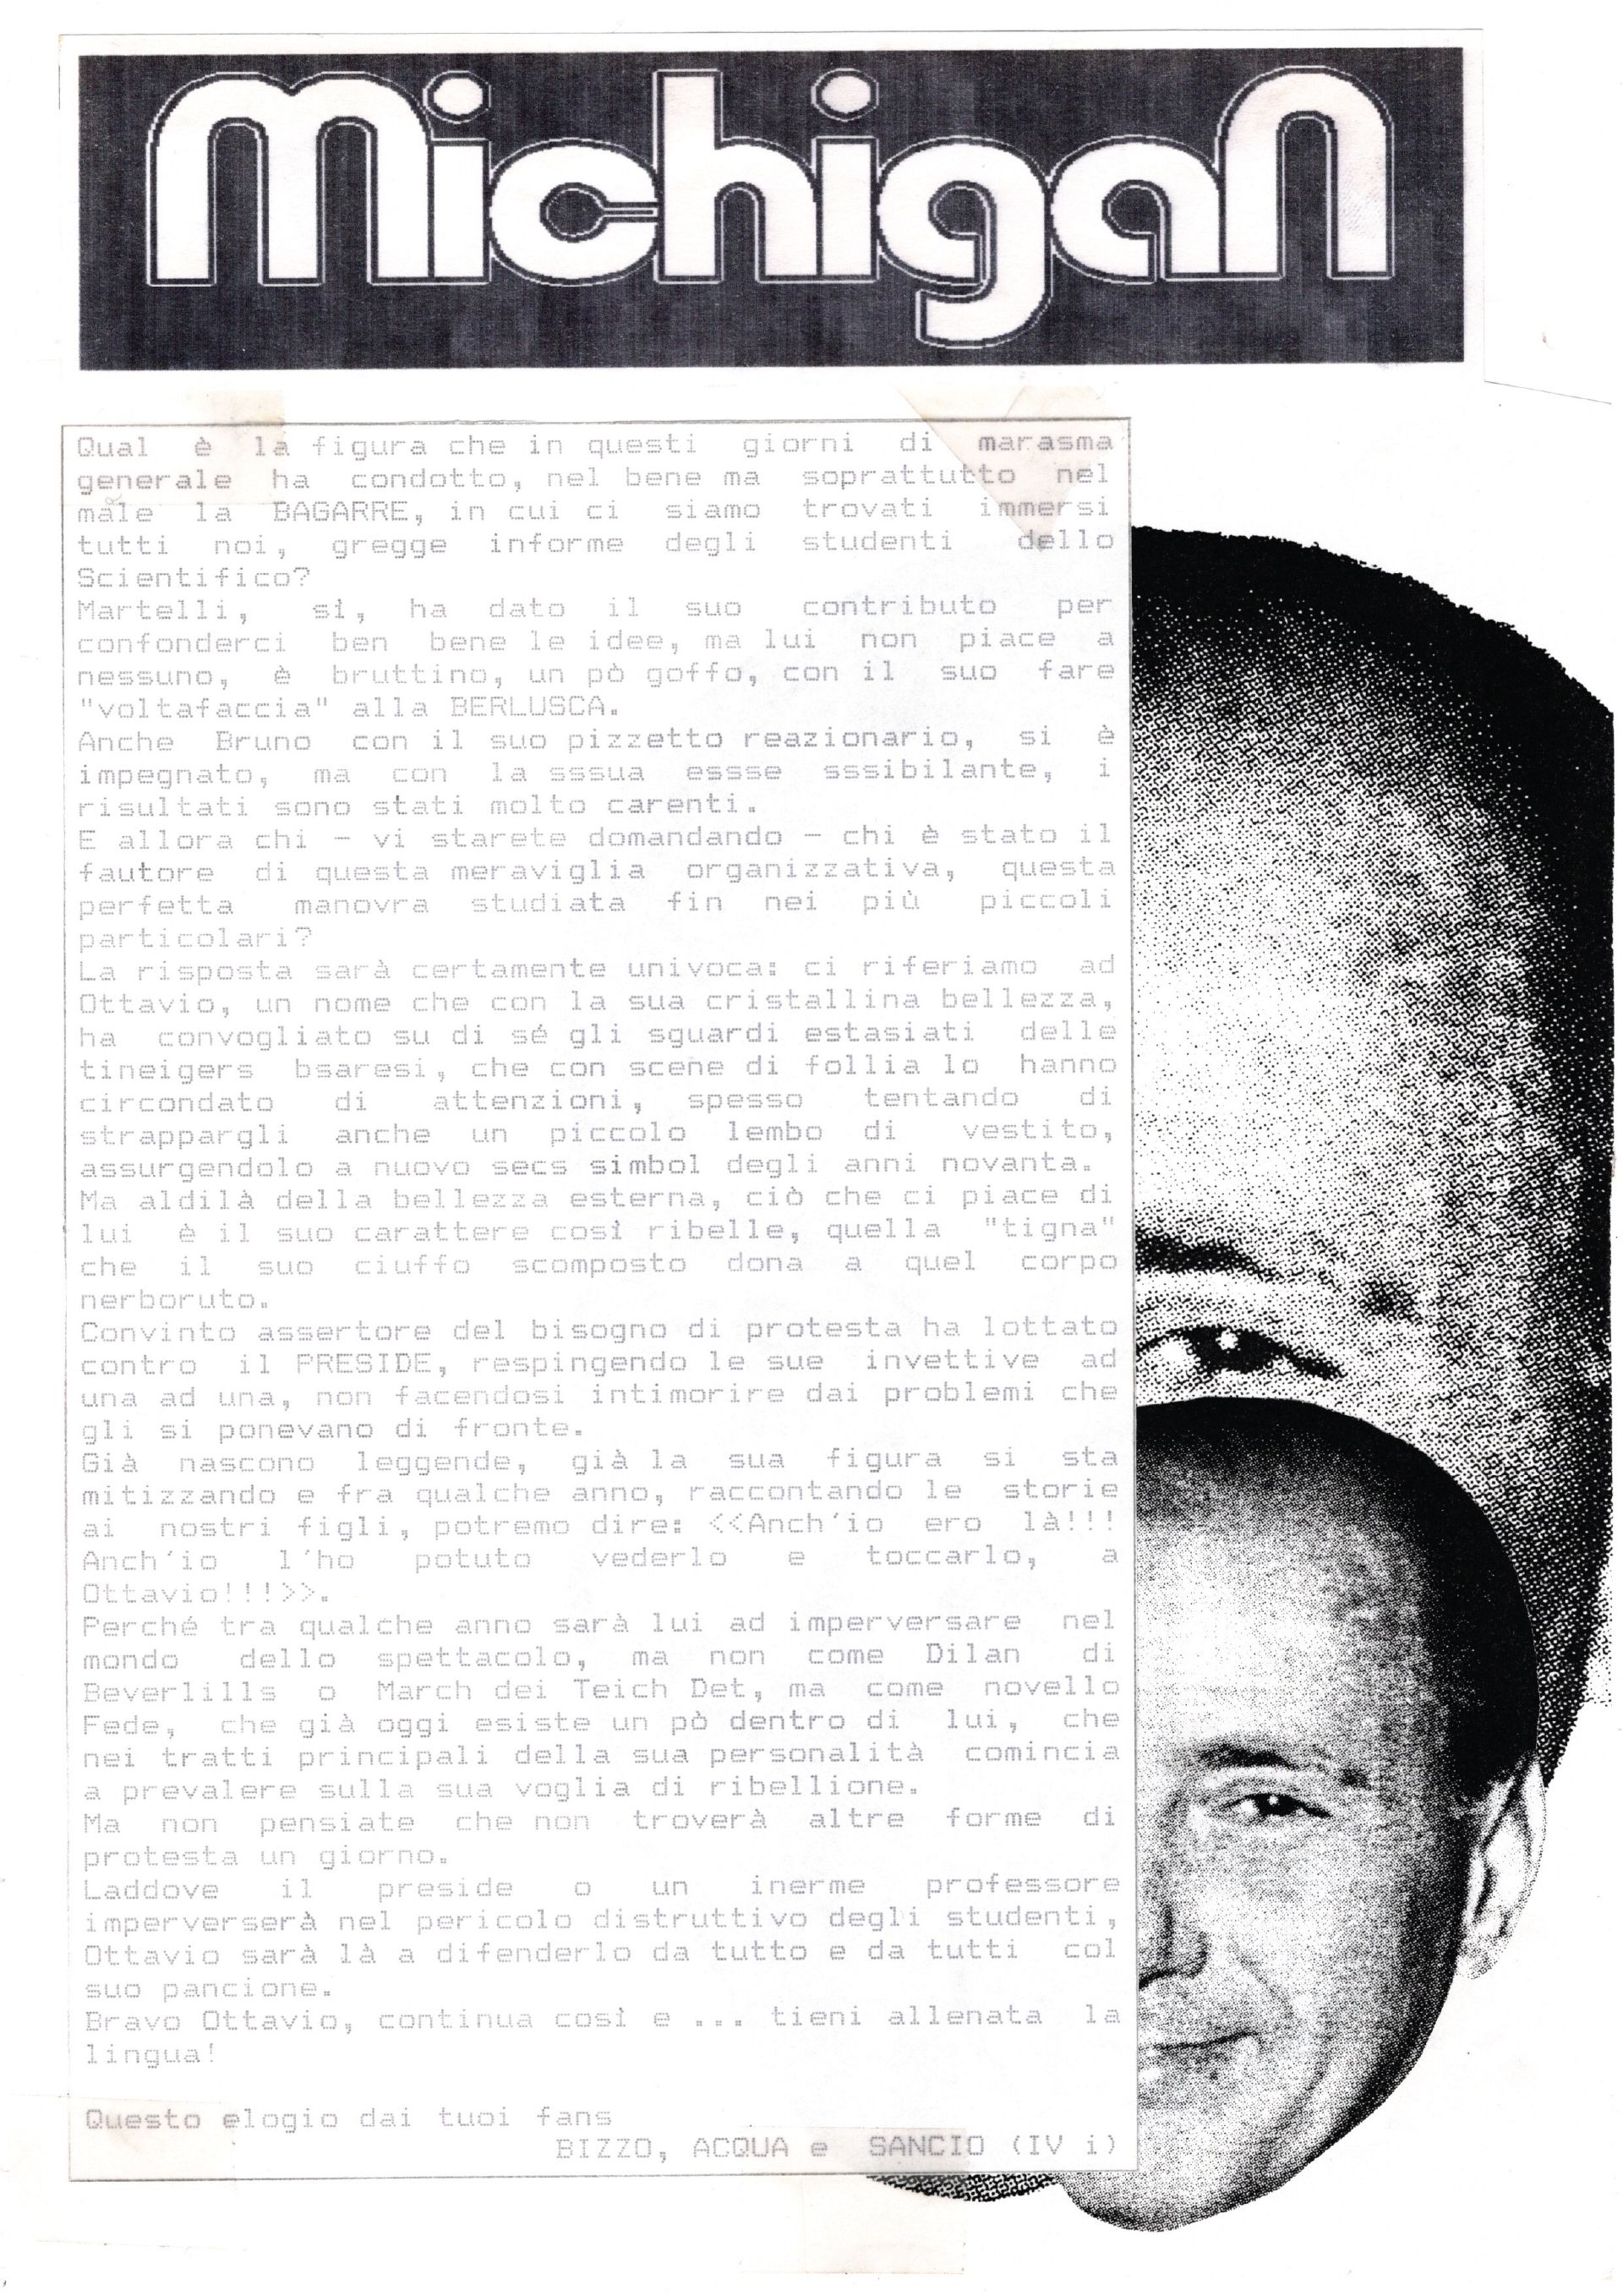 Michigan
Qual è la figura che in questi giorni di marasma
generale ha condotto, nel bene ma soprattutto nel
male la BAGARRE, in cui ci siamo trovati immersi
tutti noi, gregge informe degli studenti dello
Scientifico?
Martelli, sì, ha dato il suo contributo per
confonderci ben bene le idee, ma lui non piace a
nessuno, è bruttino, un pò goffo, con il suo fare
"voltafaccia" alla BERLUSCA.
Anche Bruno con il suo pizzetto reazionario, si è
impegnato, ma con la sssua essse sssibilante, i
risultati sono stati molto carenti.
E allora chi - vi starete domandando - chi è stato il
fautore di questa meraviglia organizzativa, questa
perfetta manovra studiata fin nei più piccoli
particolari?
La risposta sarà certamente univoca: ci riferiamo ad
Ottavio, un nome che con la sua cristallina bellezza,
ha convogliato su di sé gli sguardi estasiati delle
tineigers bsaresi, che con scene di follia lo hanno
circondato di attenzioni, spesso tentando di
strappargli anche un piccolo lembo di vestito,
assurgendolo a nuovo secs simbol degli anni novanta.
Ma aldilà della bellezza esterna, ciò che ci piace di
lui è il suo carattere così ribelle, quella "tigna"
che il suo ciuffo scomposto dona a quel corpo
nerboruto.
Convinto assertore del bisogno di protesta ha lottato
contro il PRESIDE, respingendo le sue invettive ad
una ad una, non facendosi intimorire dai problemi che
gli si ponevano di fronte.
Già nascono leggende, già la sua figura si sta
mitizzando e fra qualche anno, raccontando le storie
ai nostri figli, potremo dire: <<Anch'io ero là!!!
Anch'io l'ho potuto vederlo e toccarlo, a
Ottavio!!!>>.
Perché tra qualche anno sarà lui ad imperversare nel
mondo dello spettacolo, ma non come Dilan di
Beverlills o March dei Teich Det, ma come novello
Fede, che già oggi esiste un pò dentro di lui, che
nei tratti principali della sua personalità comincia
a prevalere sulla sua voglia di ribellione.
Ma non pensiate che non troverà altre forme di
protesta un giorno.
Laddove il preside o un inerme professore
imperverserà nel pericolo distruttivo degli studenti,
Ottavio sarà là a difenderlo da tutto e da tutti col
suo pancione.
Bravo Ottavio, continua così e ... tieni allenata la
lingua!
Questo elogio dai tuoi fans
BIZZO, ACQUA e SANCIO (IV i)